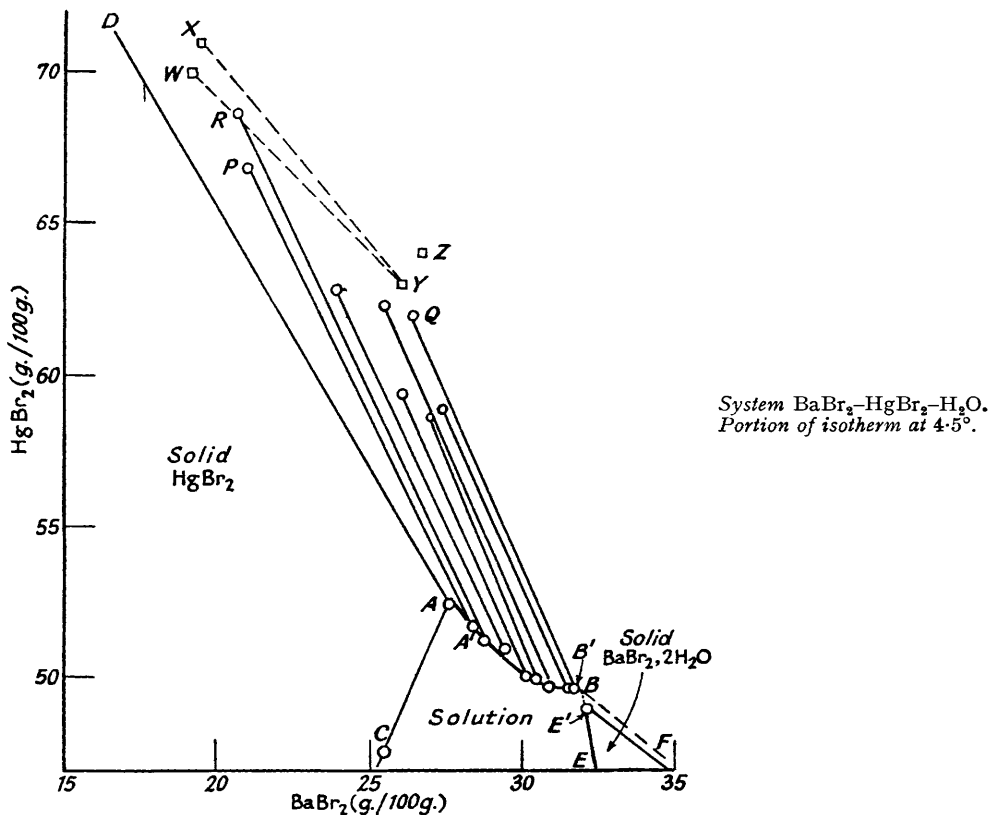 D
X
W
70
R
P
65
Z
Y
Q
60
HgBr₂(g./100g.)
System BaBr₂–HgBr₂–H₂O.
Portion of isotherm at 4·5°.
Solid
HgBr₂
55
A
A'
Solid
BaBr₂, 2H₂O
B'
B
50
Solution
E'
C
F
E
15
20
25
30
35
BaBr₂(g./100g.)